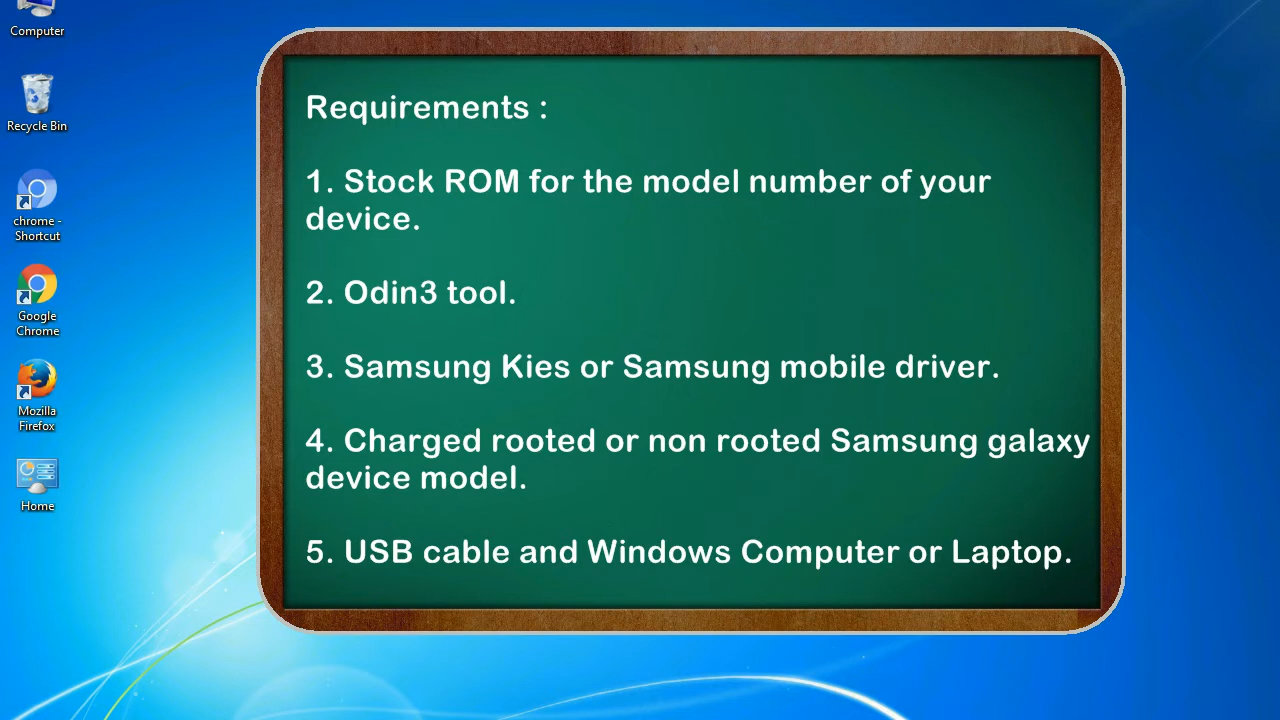 Computer
Recycle Bin
chrome -
Shortcut
Google
Chrome
Mozilla
Firefox
Home
Requirements :
1. Stock ROM for the model number of your
device.
2. Odin3 tool.
3. Samsung Kies or Samsung mobile driver.
4. Charged rooted or non rooted Samsung galaxy
device model.
5. USB cable and Windows Computer or Laptop.